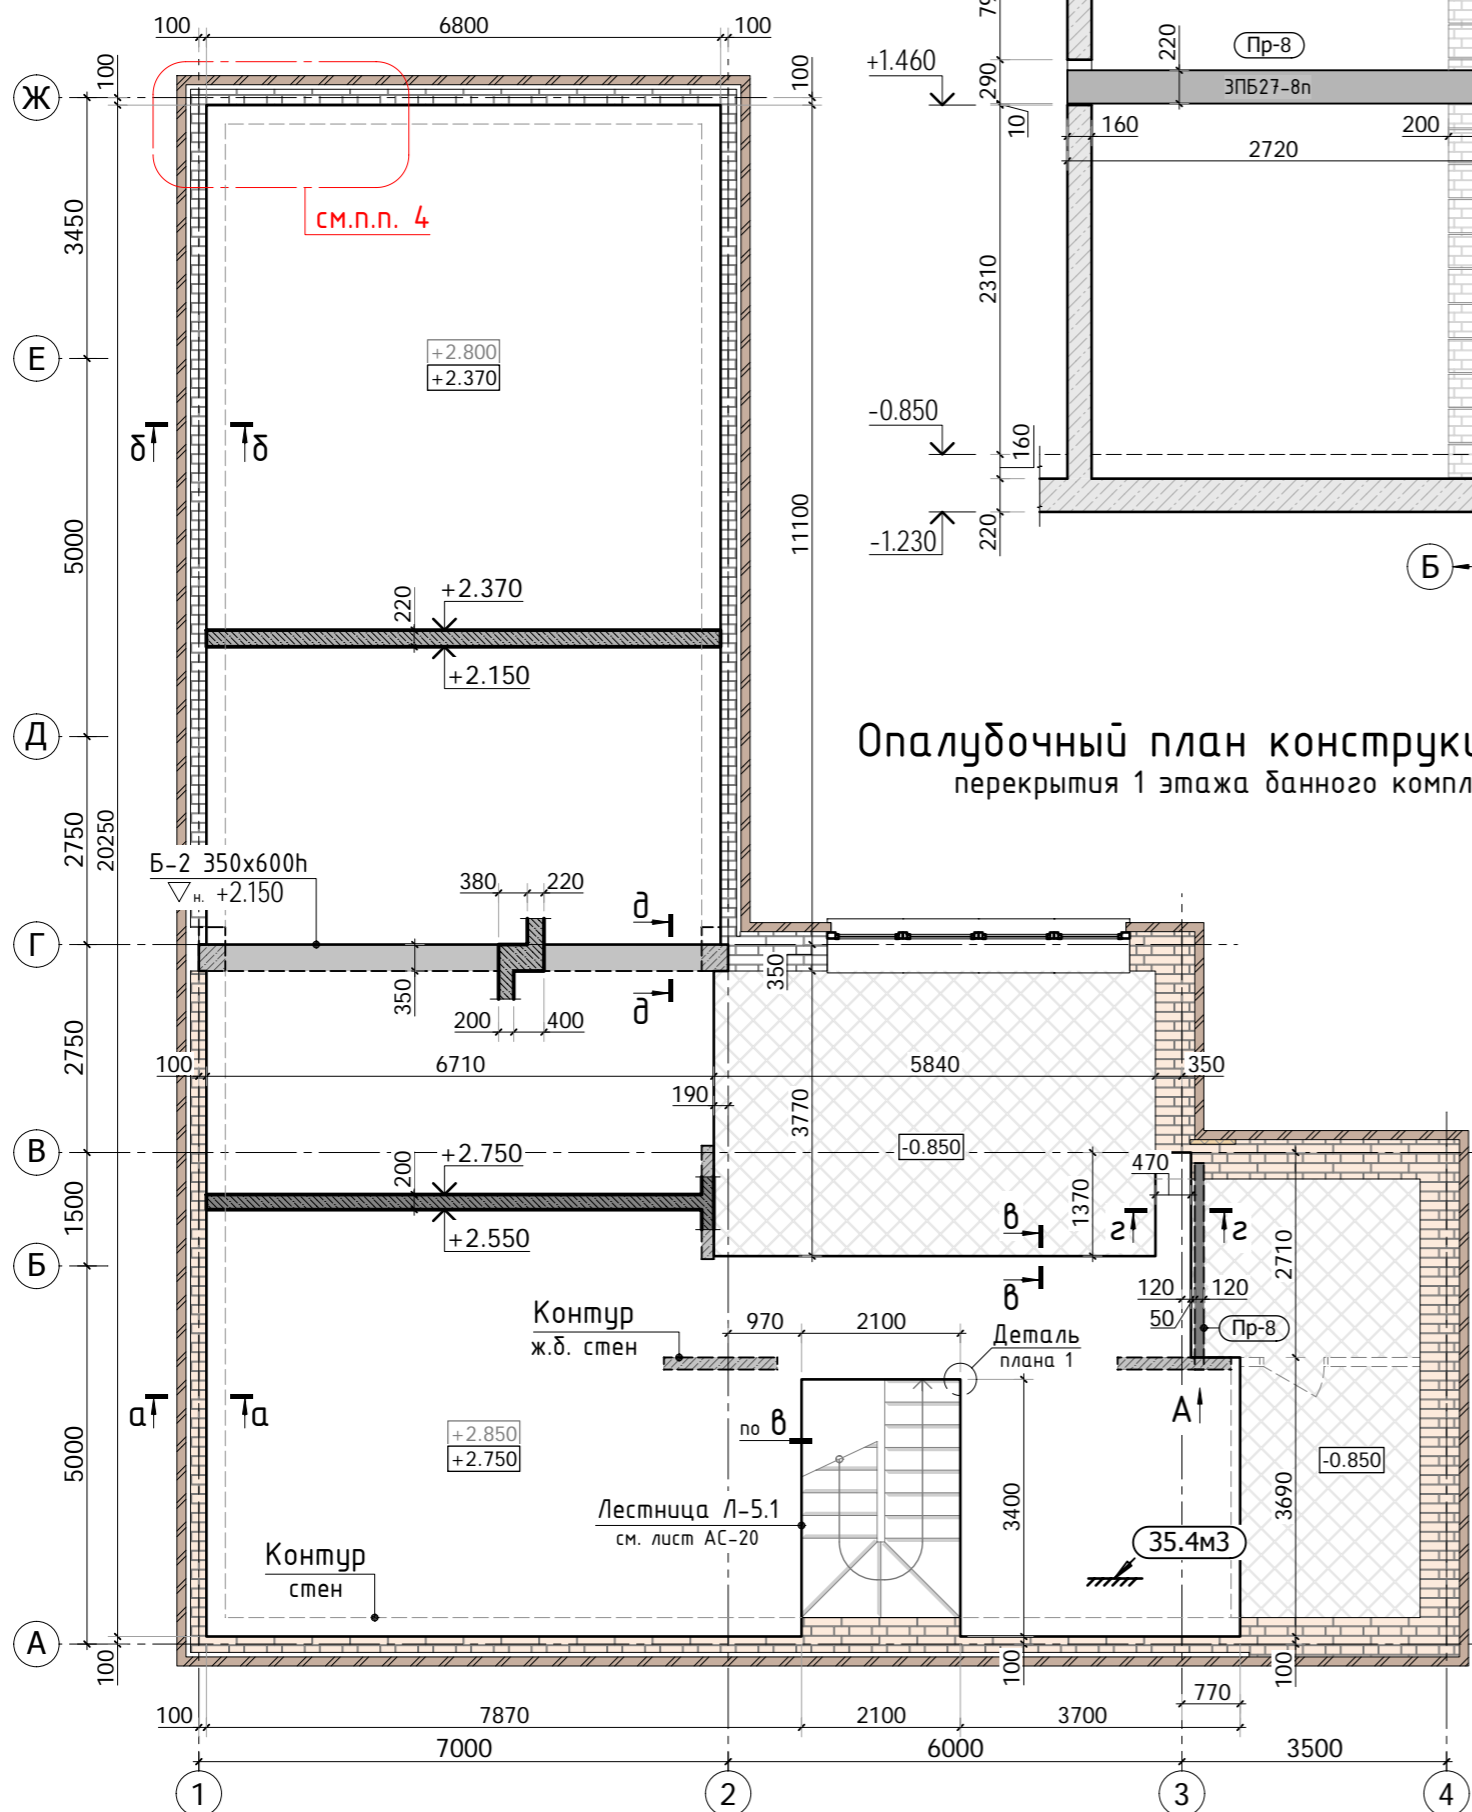 100
6800
100
79
Ж
100
100
+1.460
290
220
Пр-8
3ПБ27-8п
10
160
200
2720
3450
см.п.п. 4
2310
Е
+2.800
+2.370
б
б
-0.850
160
5000
11100
-1.230
220
Б
220
+2.370
+2.150
Д
Опалубочный план конструкц
перекрытия 1 этажа банного компл
2750
20250
Б-2 350х600h
н. +2.150
380
220
д
Г
350
350
д
200
400
2750
100
6710
5840
350
190
3770
В
+2.750
200
-0.850
470
1370
1500
+2.550
в
г
г
Б
2710
в
120
120
50
Пр-8
Контур
ж.б. стен
970
2100
Деталь
плана 1
а
а
+2.850
+2.750
по в
А
5000
-0.850
3400
3690
Лестница Л-5.1
см. лист АС-20
35.4м3
Контур
стен
А
100
100
100
770
100
7870
2100
3700
7000
6000
3500
1
2
3
4